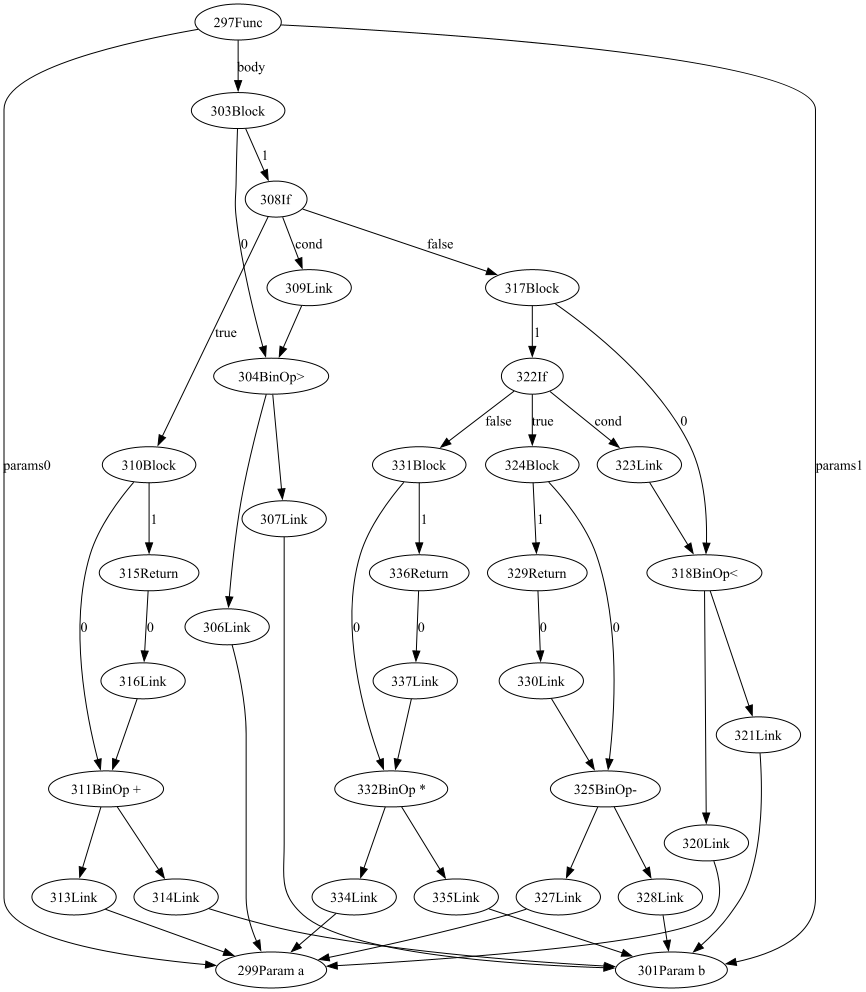 297Func
body
303Block
1
308If
0
cond
false
309Link
317Block
true
1
304BinOp>
322If
false
true
cond
0
params0
310Block
331Block
324Block
323Link
params1
1
307Link
1
1
315Return
336Return
329Return
318BinOp<
0
0
306Link
0
0
0
0
316Link
337Link
330Link
321Link
311BinOp +
332BinOp *
325BinOp-
320Link
313Link
314Link
334Link
335Link
327Link
328Link
299Param a
301Param b